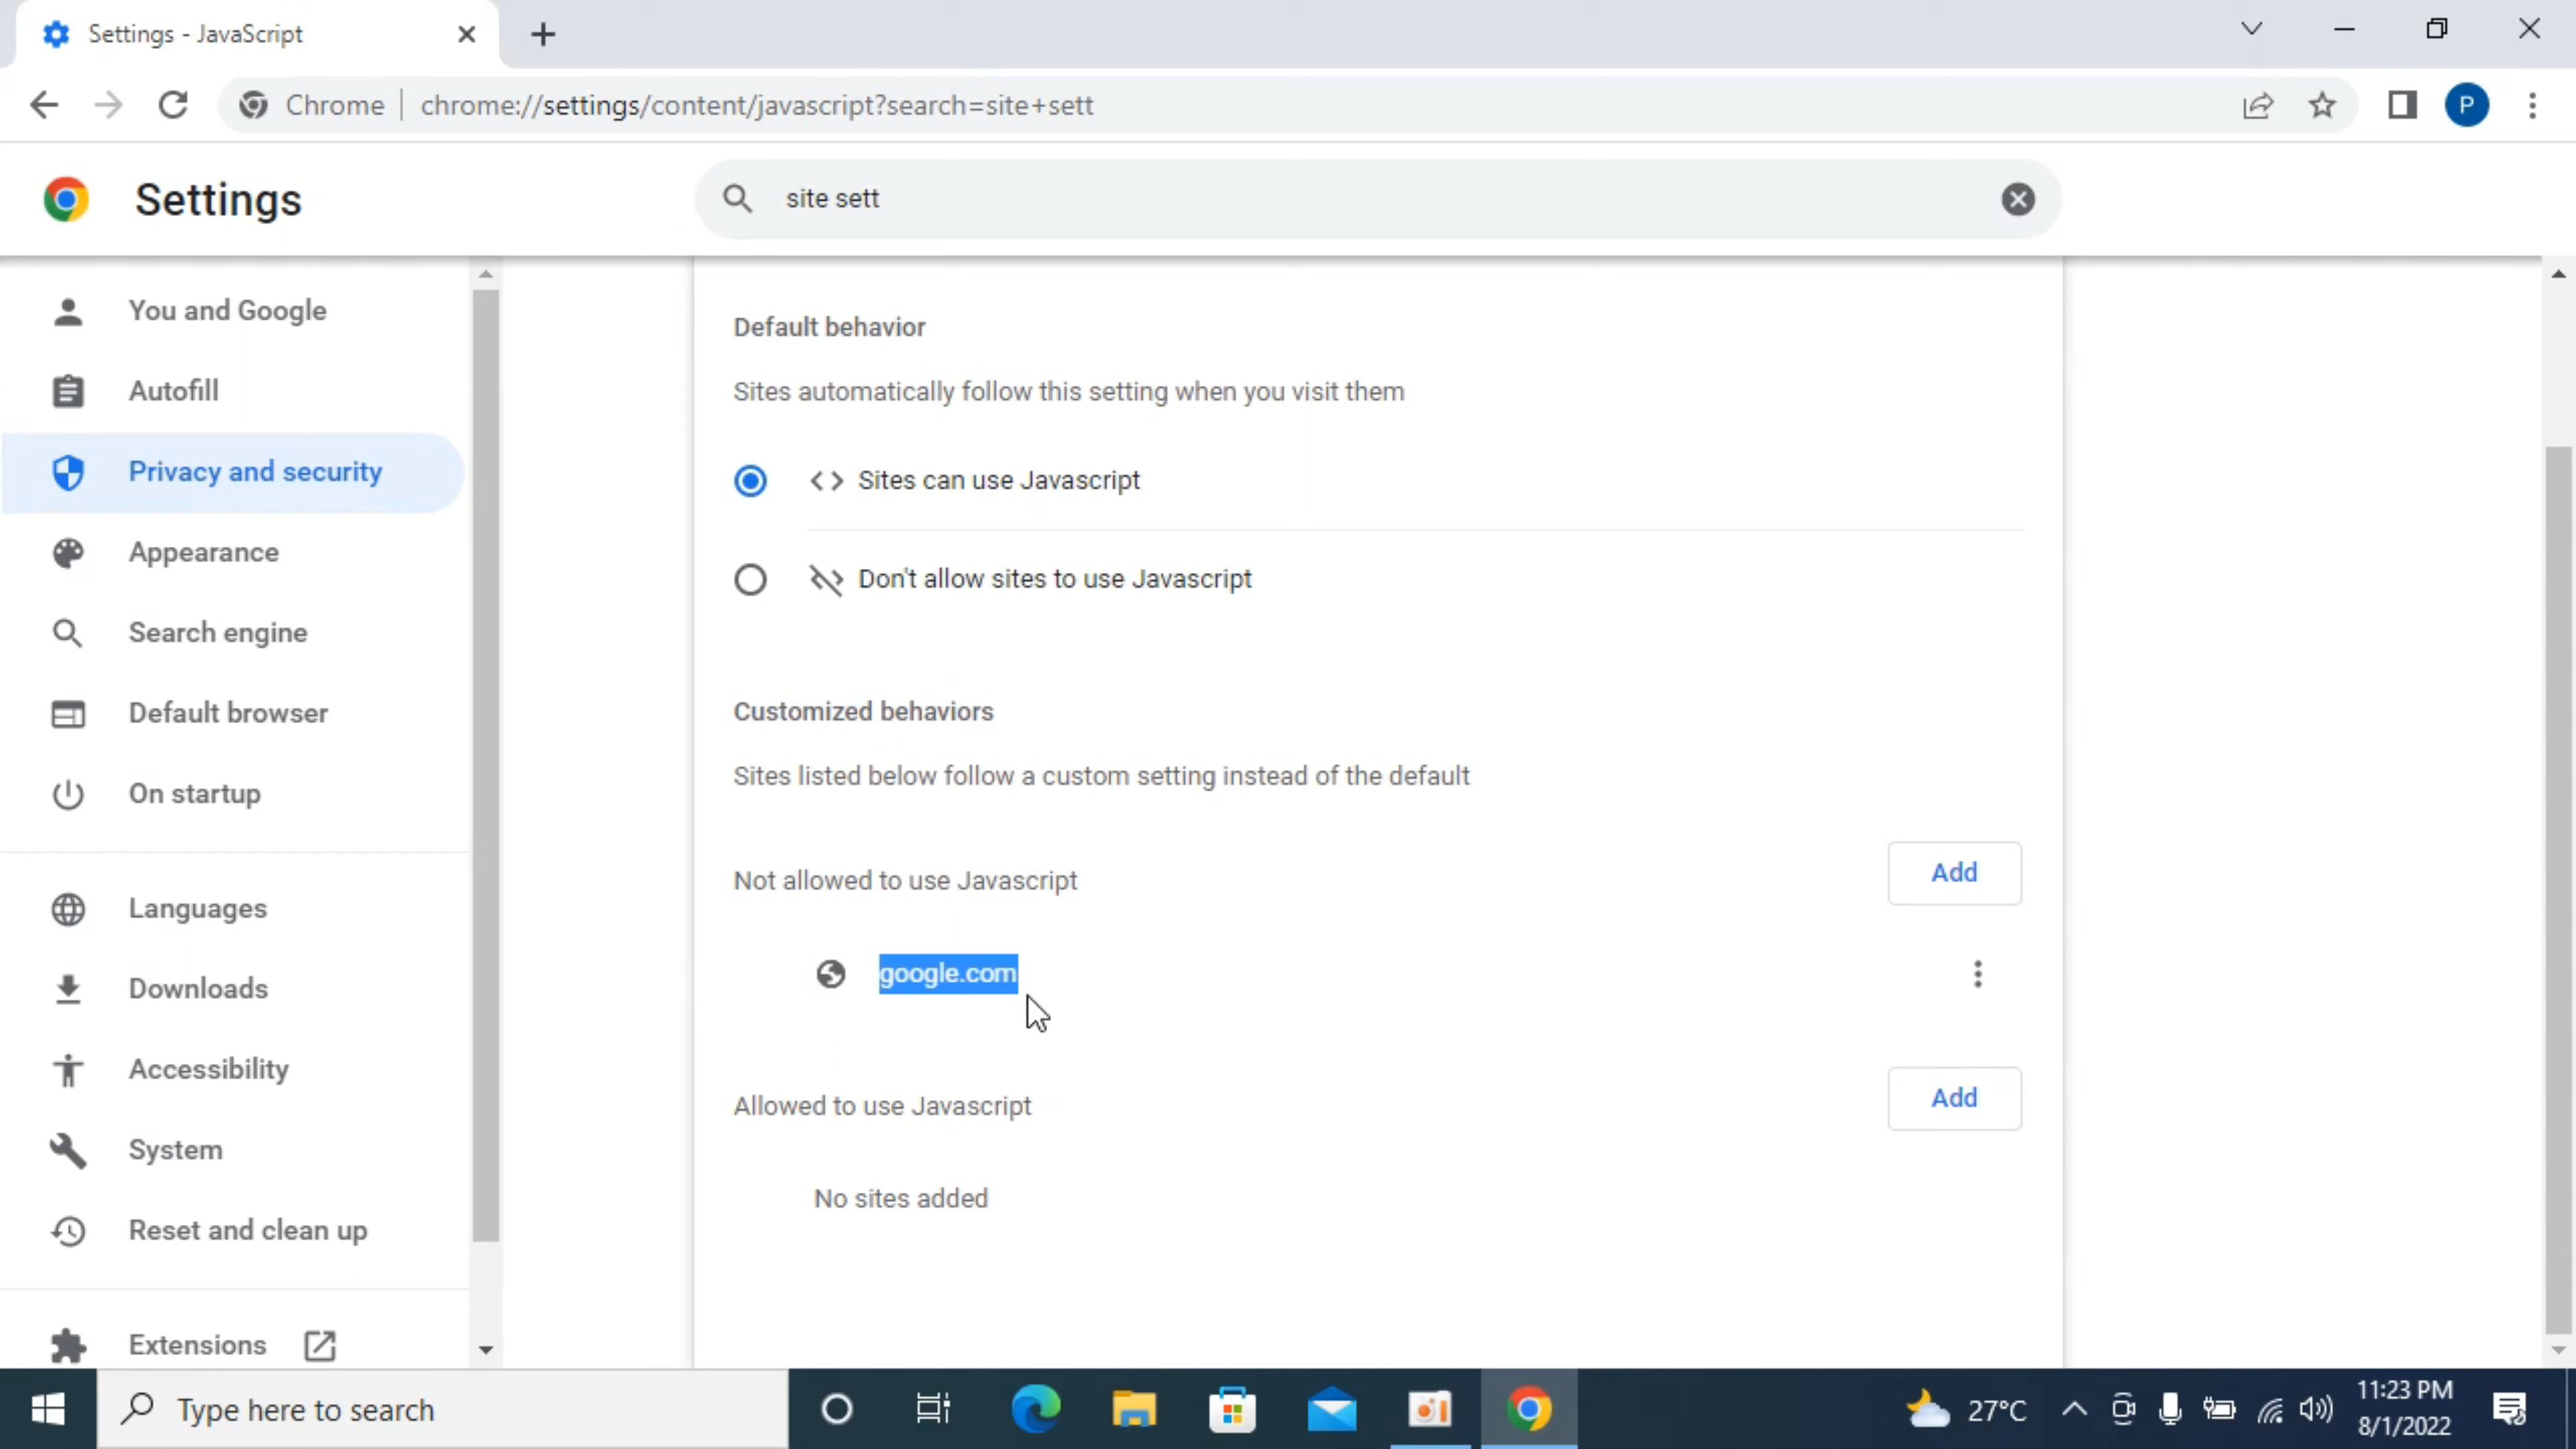 Settings - JavaScript
Chrome chrome://settings/content/javascript?search=site+sett
P
Settings
site sett
You and Google
Autofill
Privacy and security
Appearance
Search engine
Default browser
On startup
Languages
Downloads
Accessibility
System
Reset and clean up
Extensions
Default behavior
Sites automatically follow this setting when you visit them
Sites can use Javascript
Don't allow sites to use Javascript
Customized behaviors
Sites listed below follow a custom setting instead of the default
Not allowed to use Javascript
Add
google.com
Allowed to use Javascript
Add
No sites added
Type here to search
27°C
11:23 PM
8/1/2022